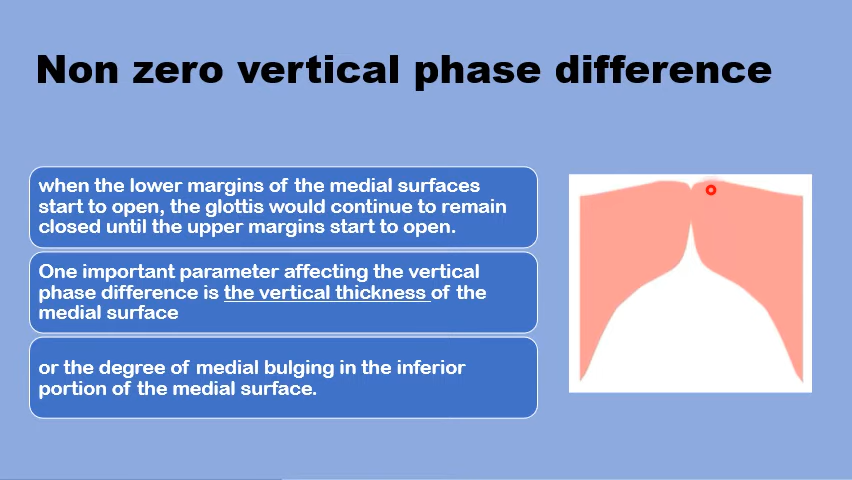 Non zero vertical phase difference
when the lower margins of the medial surfaces
start to open, the glottis would continue to remain
closed until the upper margins start to open.
One important parameter affecting the vertical
phase difference is the vertical thickness of the
medial surface
or the degree of medial bulging in the inferior
portion of the medial surface.